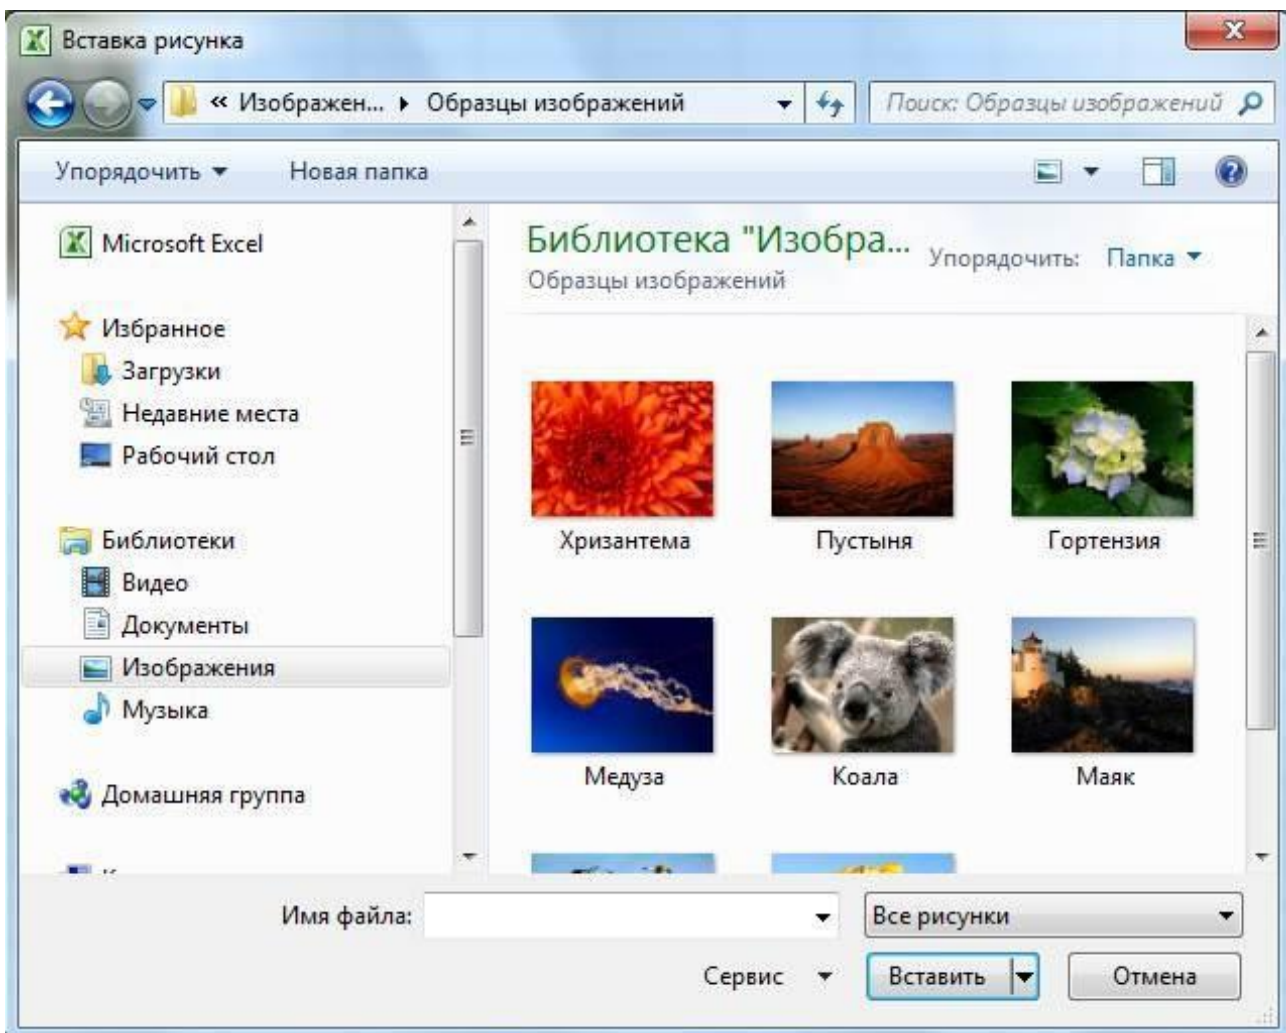 Вставка рисунка
« Изображен... Образцы изображений
Поиск: Образцы изображений
Упорядочить Новая папка
Microsoft Excel
Избранное
Загрузки
Недавние места
Рабочий стол
Библиотеки
Видео
Документы
Изображения
Музыка
Домашняя группа
Библиотека "Изобра...
Образцы изображений
Упорядочить: Папка
Хризантема Пустыня Гортензия
Медуза Коала Маяк
Имя файла:
Все рисунки
Сервис Вставить Отмена